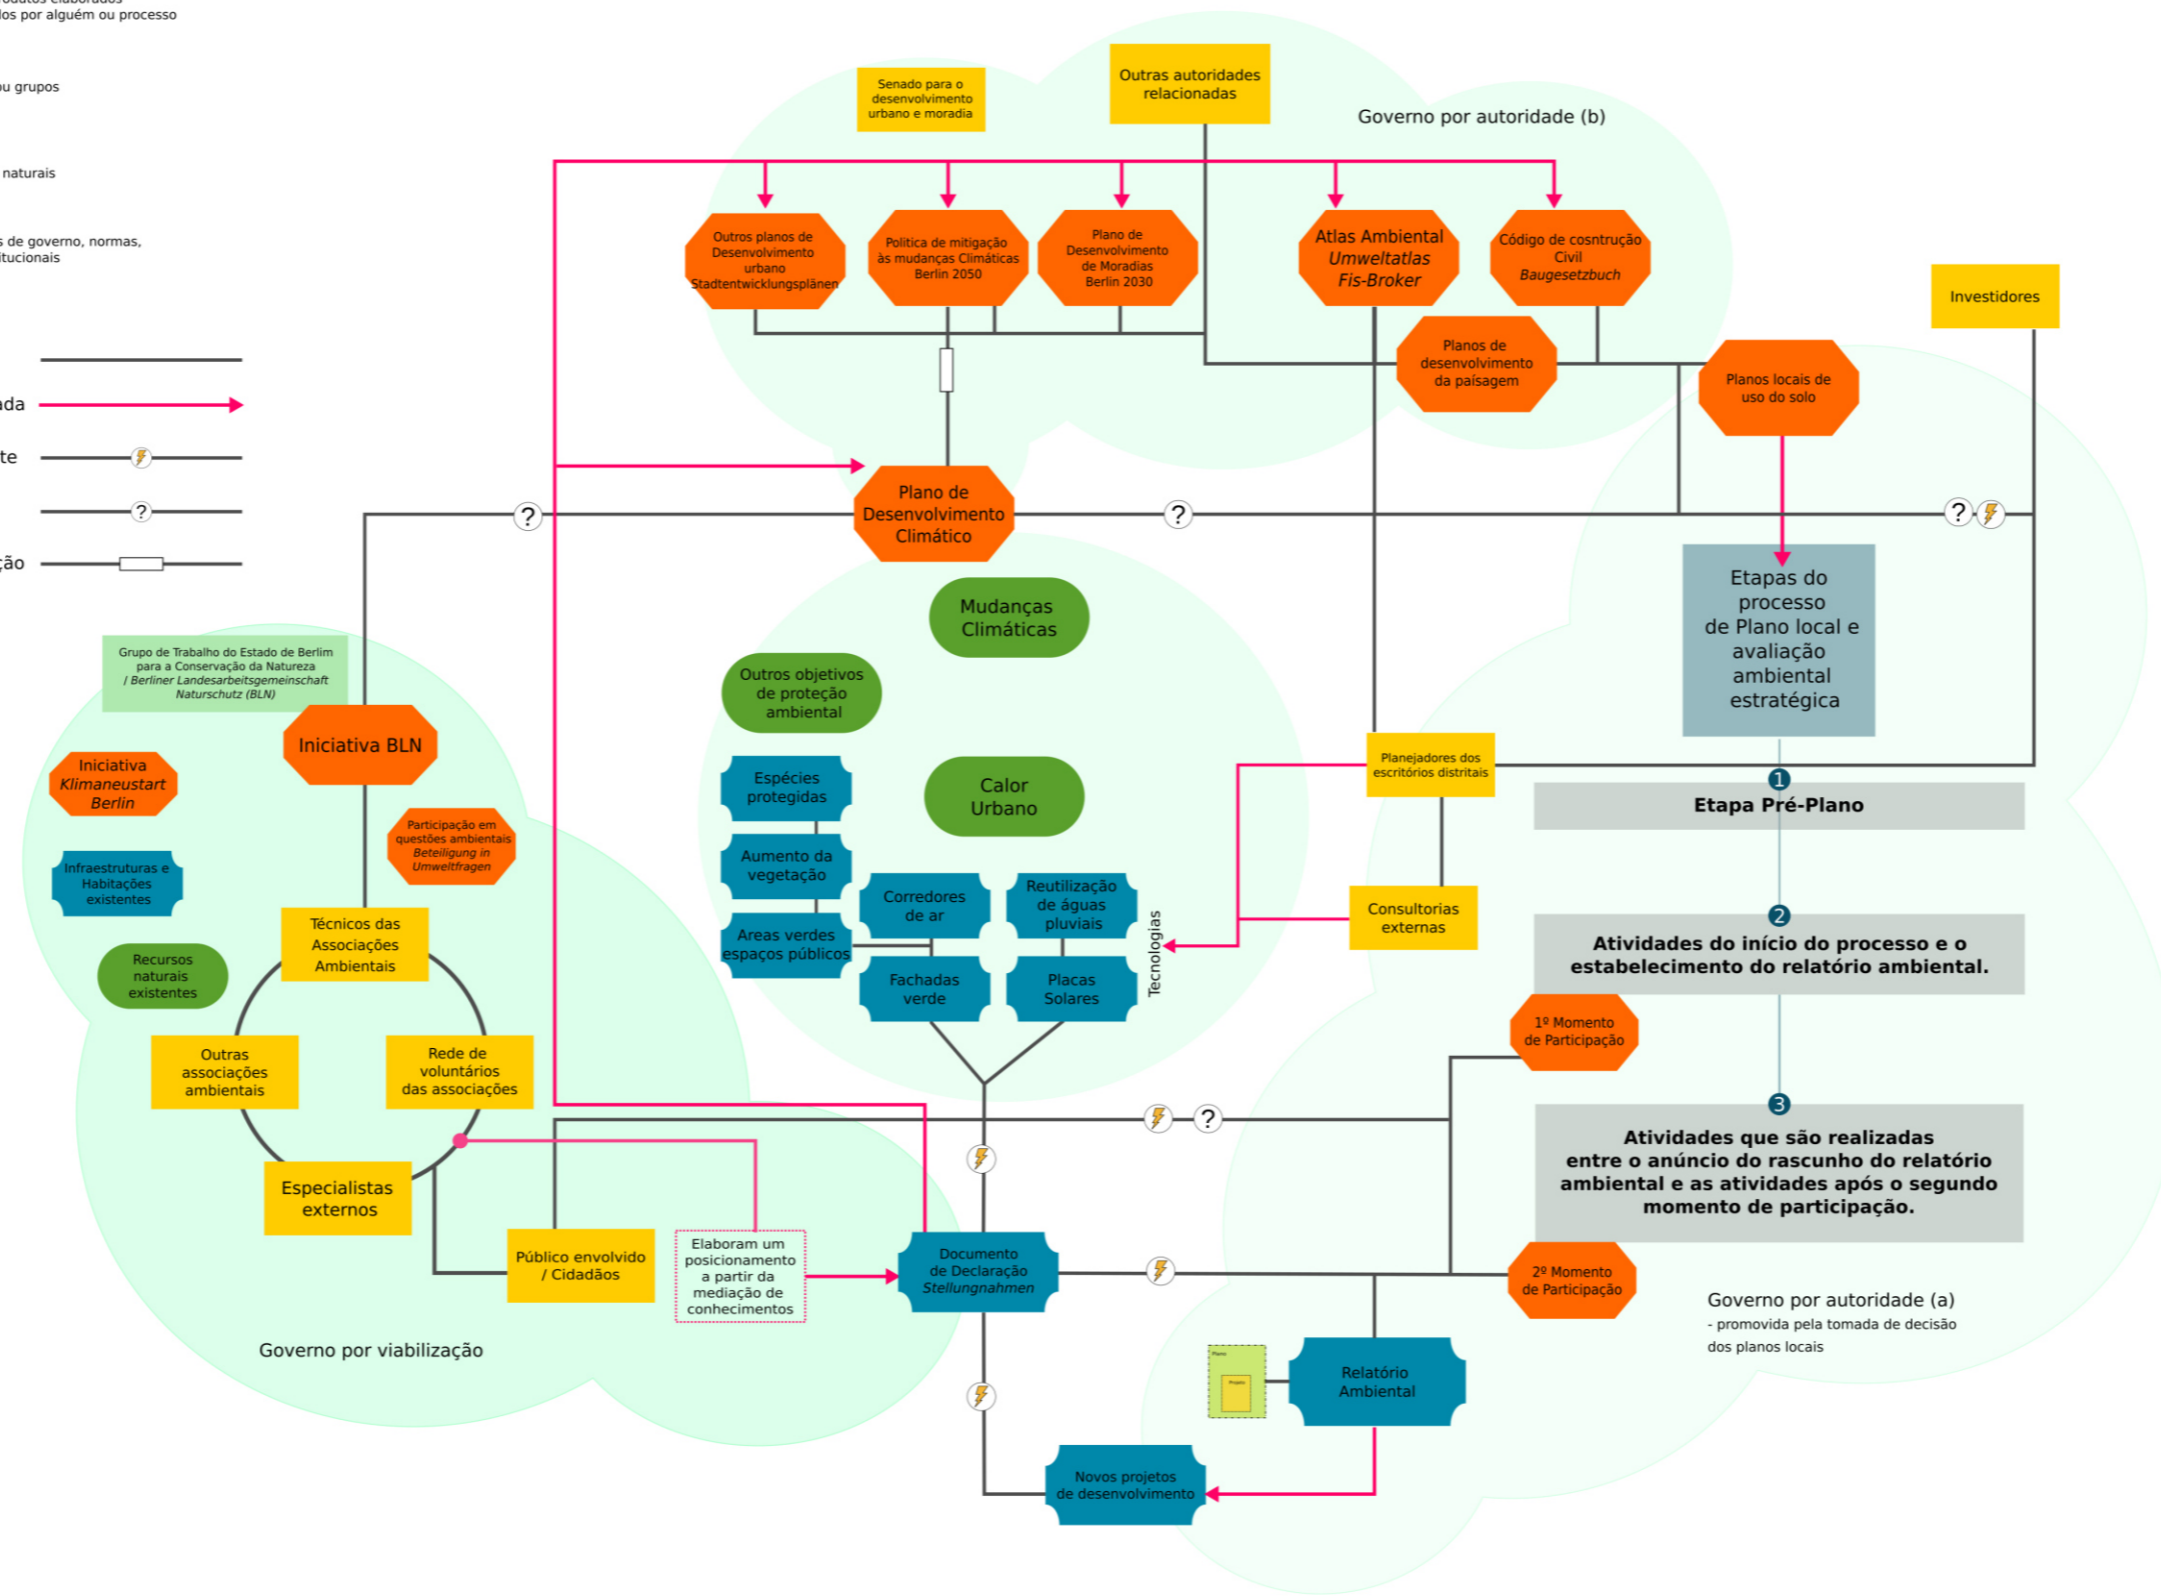 dos por alguém ou processo
ou grupos
naturais
de governo, normas,
ada
te
?
ão
Senado para o
desenvolvimento
urbano e moradia
Outras autoridades
relacionadas
Governo por autoridade (b)
Outros planos de
Desenvolvimento
urbano
Stadtentwicklungsplänen
Politica de mitigação
às mudanças Climáticas
Berlin 2050
Plano de
Desenvolvimento
de Moradias
Berlin 2030
Atlas Ambiental
Umweltatlas
Fis-Broker
Código de cosntrução
Civil
Baugesetzbuch
Investidores
Planos de
desenvolvimento
da paísagem
Planos locais de
uso do solo
Plano de
Desenvolvimento
Climático
?
?
?
Etapas do
processo
de Plano local e
avaliação
ambiental
estratégica
Mudanças
Climáticas
Outros objetivos
de proteção
ambiental
Calor
Urbano
Grupo de Trabalho do Estado de Berlim
para a Conservação da Natureza
/ Berliner Landesarbeitsgemeinschaft
Naturschutz (BLN)
Iniciativa BLN
Iniciativa
Klimaneustart
Berlin
Participação em
questões ambientais
Beteiligung in
Umweltfragen
Infraestruturas e
Habitações
existentes
Recursos
naturais
existentes
Técnicos das
Associações
Ambientais
Outras
associações
ambientais
Rede de
voluntários
das associações
Especialistas
externos
Público envolvido
/ Cidadãos
Governo por viabilização
Elaboram um
posicionamento
a partir da
mediação de
conhecimentos
Espécies
protegidas
Aumento da
vegetação
Areas verdes
espaços públicos
Corredores
de ar
Fachadas
verde
Reutilização
de águas
pluviais
Placas
Solares
Tecnologias
Planejadores dos
escritórios distritais
Consultorias
externas
?
Documento
de Declaração
Stellungnahmen
Plano
Projeto
Relatório
Ambiental
Novos projetos
de desenvolvimento
1
Etapa Pré-Plano
2
Atividades do início do processo e o
estabelecimento do relatório ambiental.
1º Momento
de Participação
3
Atividades que são realizadas
entre o anúncio do rascunho do relatório
ambiental e as atividades após o segundo
momento de participação.
2º Momento
de Participação
Governo por autoridade (a)
- promovida pela tomada de decisão
dos planos locais